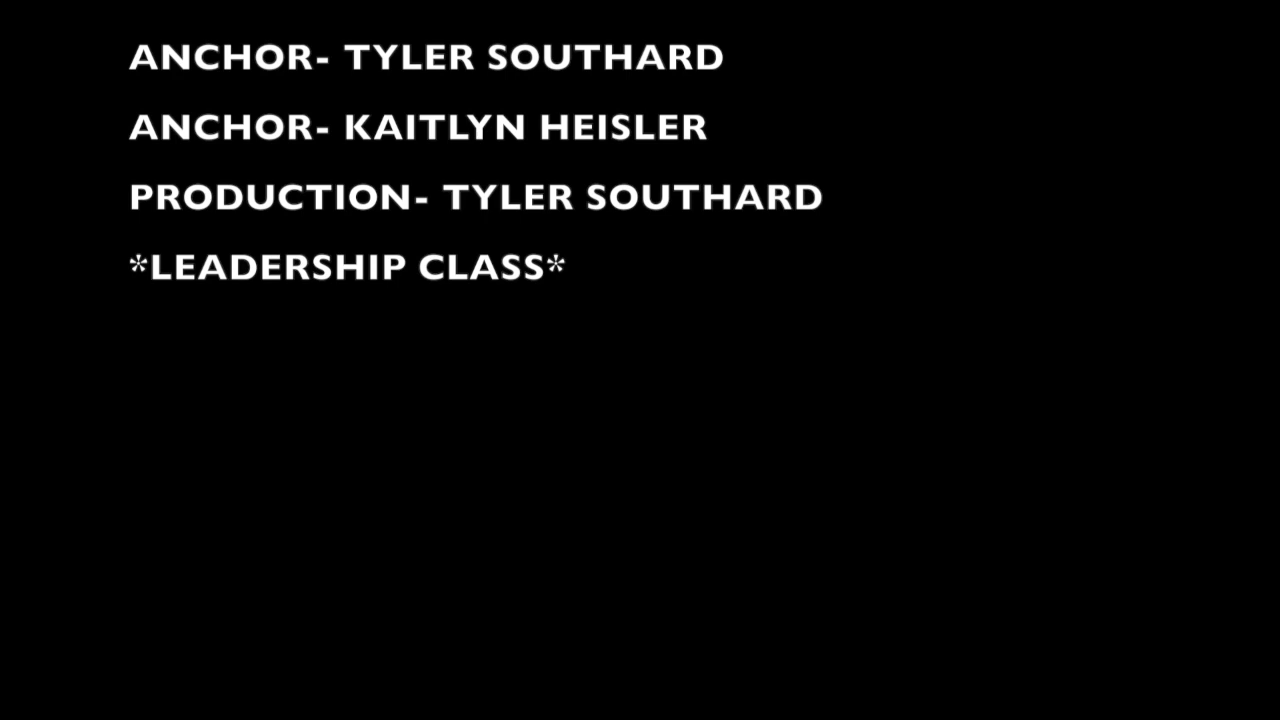 ANCHOR- TYLER SOUTHARD
ANCHOR- KAITLYN HEISLER
PRODUCTION- TYLER SOUTHARD
*LEADERSHIP CLASS*